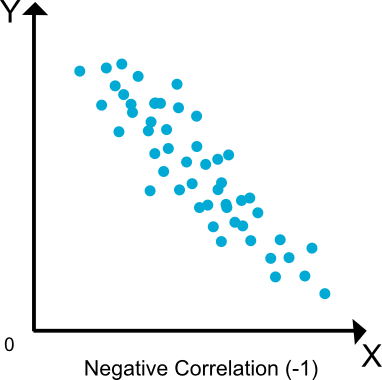 Y
0
X
Negative Correlation (-1)